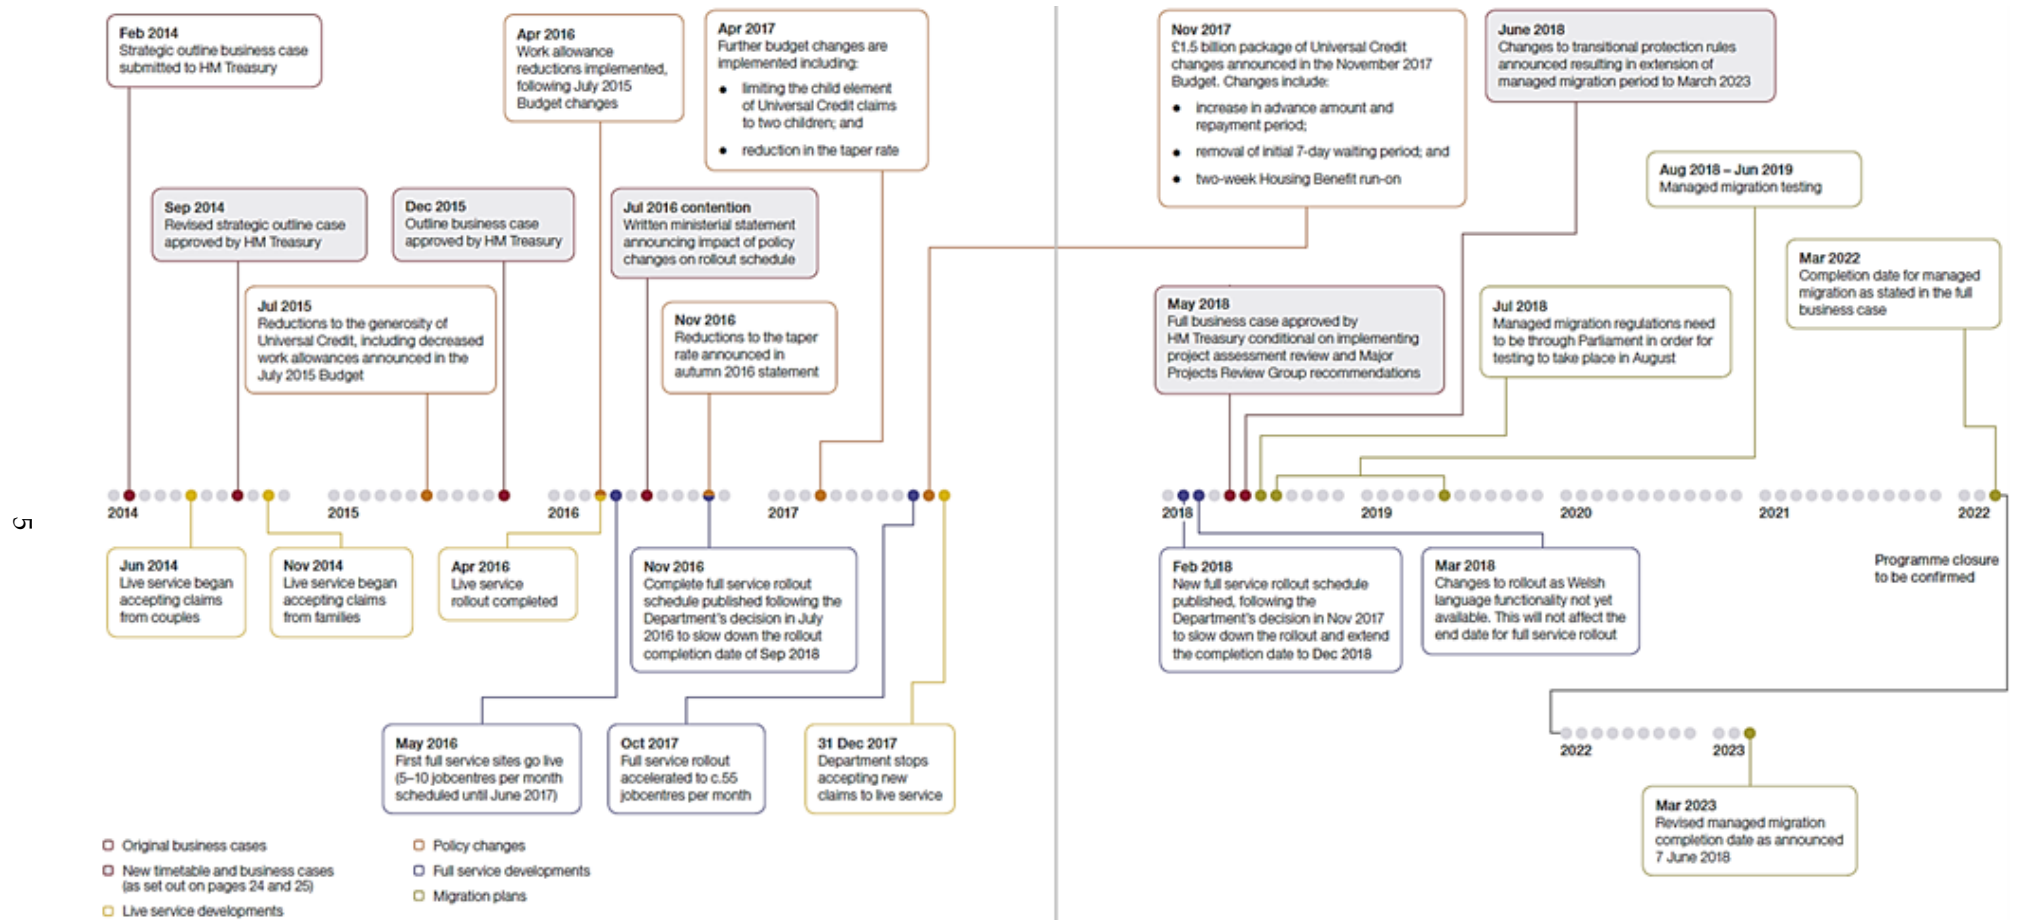 Feb 2014
Strategic outline business case
submitted to HM Treasury
Apr 2016
Work allowance
reductions implemented,
following July 2015
Budget changes
Apr 2017
Further budget changes are
implemented including:
• limiting the child element
of Universal Credit claims
to two children; and
• reduction in the taper rate
Nov 2017
£1.5 billion package of Universal Credit
changes announced in the November 2017
Budget. Changes include:
• increase in advance amount and
repayment period;
• removal of initial 7-day waiting period; and
• two-week Housing Benefit run-on
June 2018
Changes to transitional protection rules
announced resulting in extension of
managed migration period to March 2023
Aug 2018 – Jun 2019
Managed migration testing
Sep 2014
Revised strategic outline case
approved by HM Treasury
Dec 2015
Outline business case
approved by HM Treasury
Jul 2016 contention
Written ministerial statement
announcing impact of policy
changes on rollout schedule
Mar 2022
Completion date for managed
migration as stated in the full
business case
Jul 2015
Reductions to the generosity of
Universal Credit, including decreased
work allowances announced in the
July 2015 Budget
Nov 2016
Reductions to the taper
rate announced in
autumn 2016 statement
May 2018
Full business case approved by
HM Treasury conditional on implementing
project assessment review and Major
Projects Review Group recommendations
Jul 2018
Managed migration regulations need
to be through Parliament in order for
testing to take place in August
2014
2015
2016
2017
2018
2019
2020
2021
2022
5
Jun 2014
Live service began
accepting claims
from couples
Nov 2014
Live service began
accepting claims
from families
Apr 2016
Live service
rollout completed
Nov 2016
Complete full service rollout
schedule published following the
Department's decision in July
2016 to slow down the rollout
completion date of Sep 2018
Feb 2018
New full service rollout schedule
published, following the
Department's decision in Nov 2017
to slow down the rollout and extend
the completion date to Dec 2018
Mar 2018
Changes to rollout as Welsh
language functionality not yet
available. This will not affect the
end date for full service rollout
Programme closure
to be confirmed
May 2016
First full service sites go live
(5–10 jobcentres per month
scheduled until June 2017)
Oct 2017
Full service rollout
accelerated to c.55
jobcentres per month
31 Dec 2017
Department stops
accepting new
claims to live service
2022
2023
Mar 2023
Revised managed migration
completion date as announced
7 June 2018
Original business cases
New timetable and business cases
(as set out on pages 24 and 25)
Live service developments
Policy changes
Full service developments
Migration plans